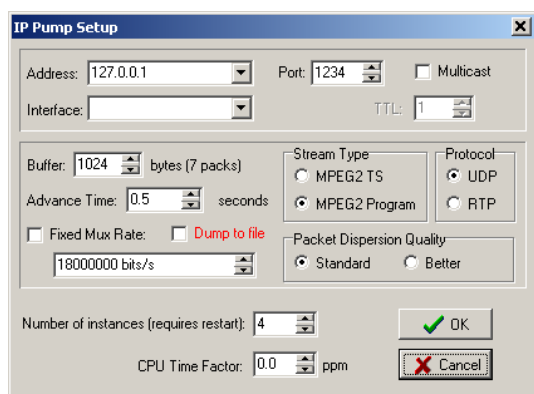 IP Pump Setup
Address: 127.0.0.1 Port: 1234 Multicast
Interface: TTL: 1
Buffer: 1024 bytes (7 packs)
Advance Time: 0.5 seconds
Fixed Mux Rate: Dump to file
18000000 bits/s
Stream Type
MPEG2 TS
MPEG2 Program
Protocol
UDP
RTP
Packet Dispersion Quality
Standard Better
Number of instances (requires restart): 4
CPU Time Factor: 0.0 ppm
OK
Cancel